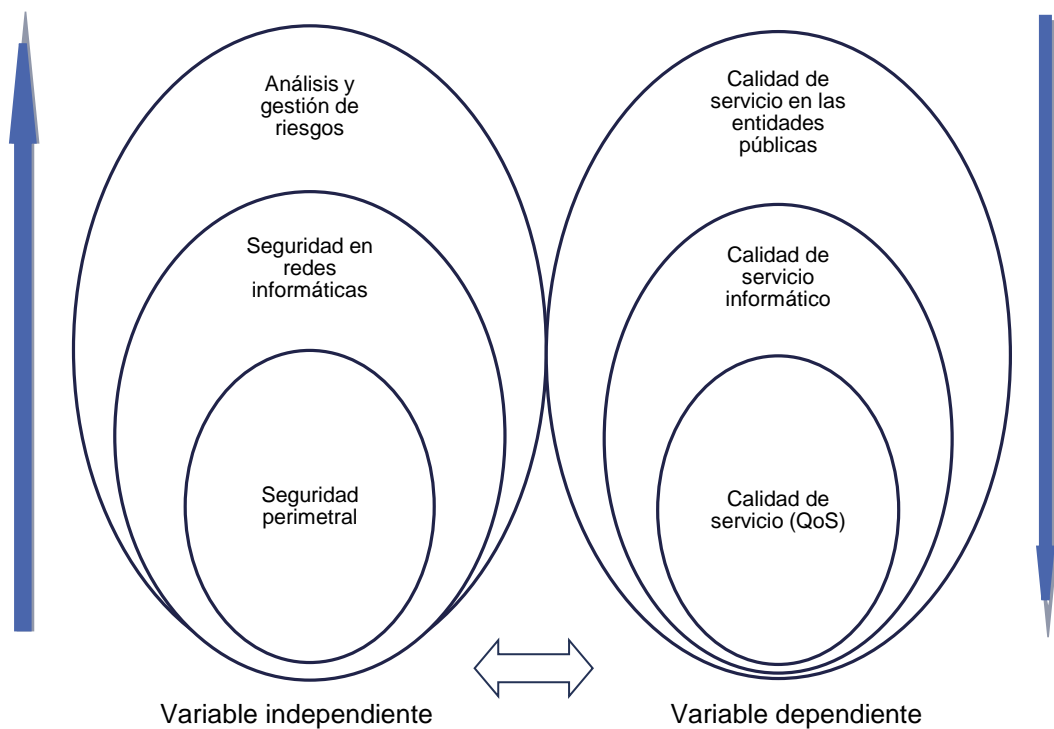 Análisis y
gestión de
riesgos
Seguridad en
redes
informáticas
Seguridad
perimetral
Calidad de
servicio en las
entidades
públicas
Calidad de
servicio
informático
Calidad de
servicio (QoS)
Variable independiente
Variable dependiente